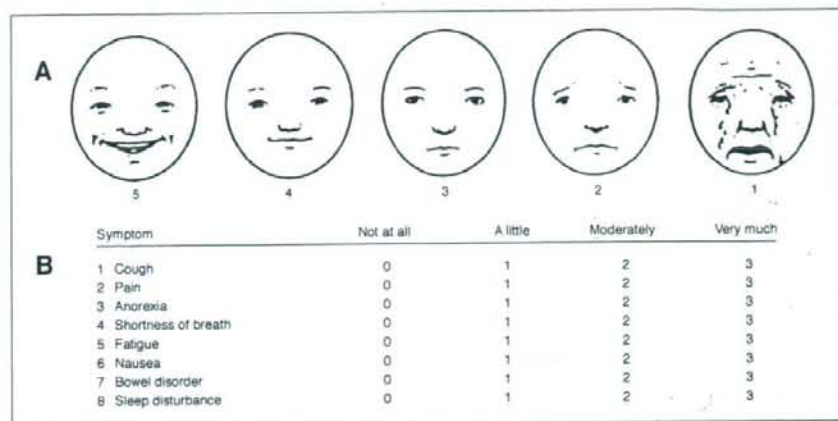 A
5 4 3 2 1
B
Symptom Not at all A little Moderately Very much
1 Cough 0 1 2 3
2 Pain 0 1 2 3
3 Anorexia 0 1 2 3
4 Shortness of breath 0 1 2 3
5 Fatigue 0 1 2 3
6 Nausea 0 1 2 3
7 Bowel disorder 0 1 2 3
8 Sleep disturbance 0 1 2 3